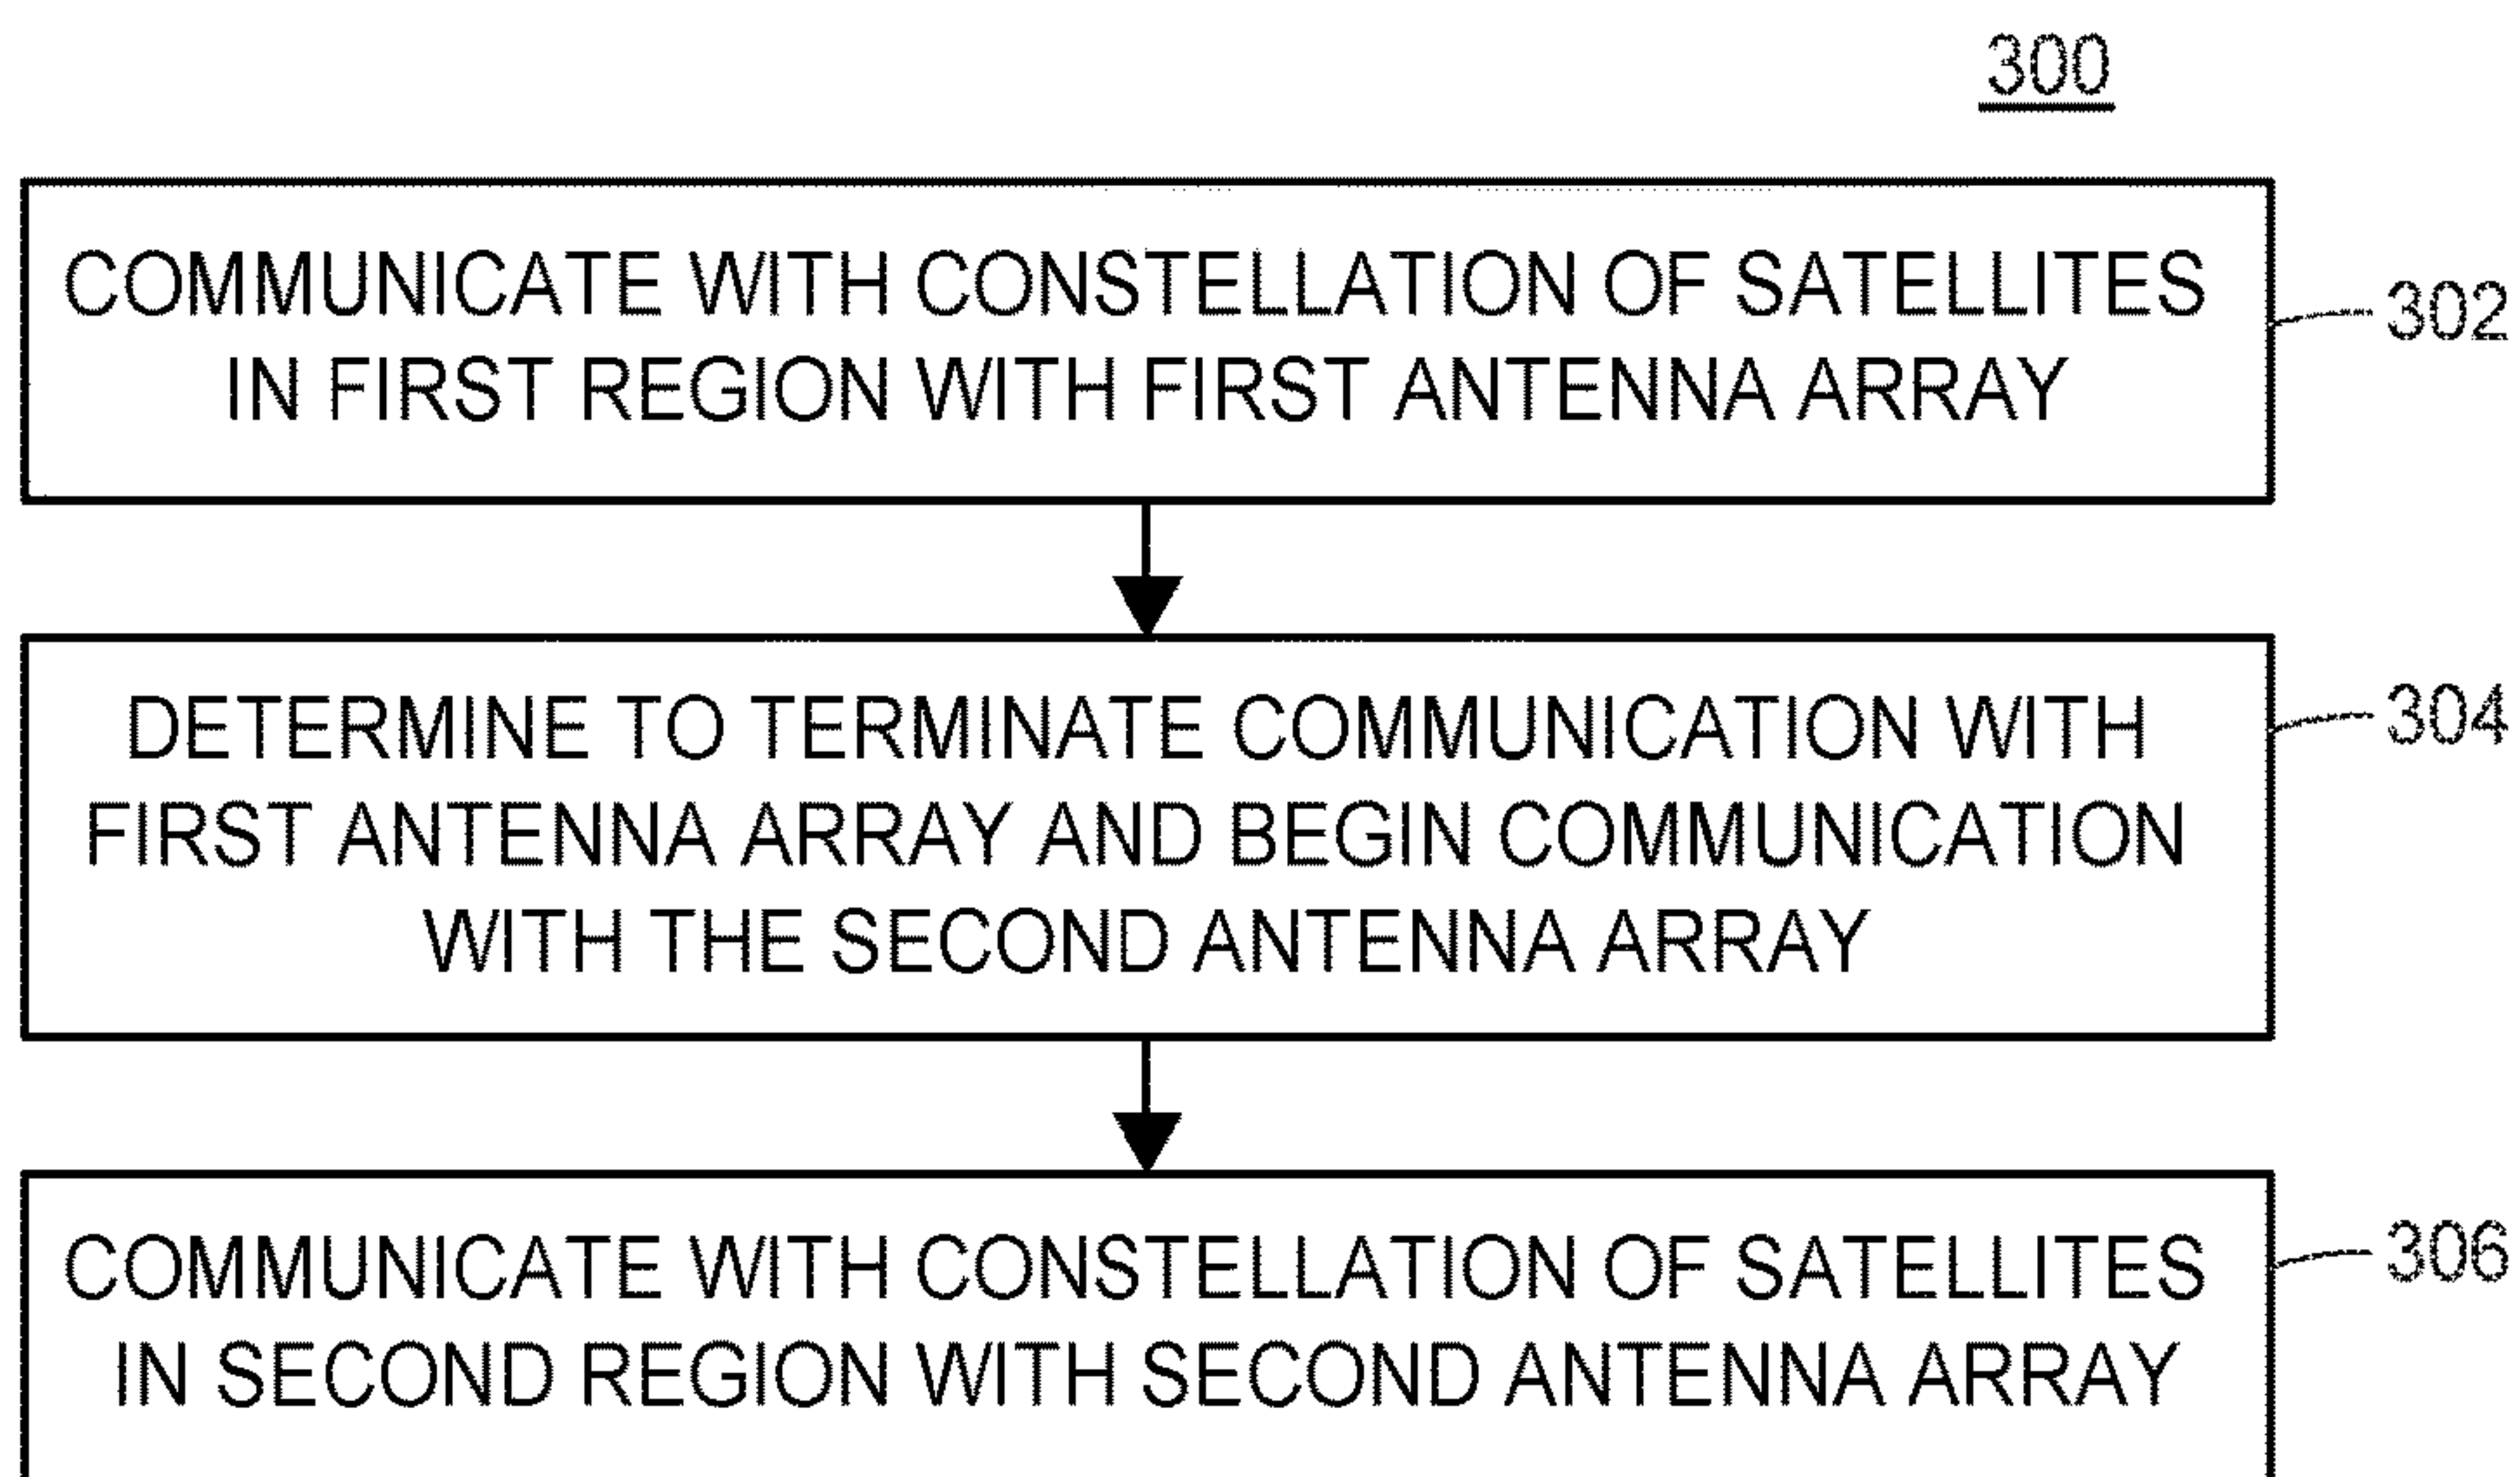 300
COMMUNICATE WITH CONSTELLATION OF SATELLITES
IN FIRST REGION WITH FIRST ANTENNA ARRAY
302
DETERMINE TO TERMINATE COMMUNICATION WITH
FIRST ANTENNA ARRAY AND BEGIN COMMUNICATION
WITH THE SECOND ANTENNA ARRAY
304
COMMUNICATE WITH CONSTELLATION OF SATELLITES
IN SECOND REGION WITH SECOND ANTENNA ARRAY
306